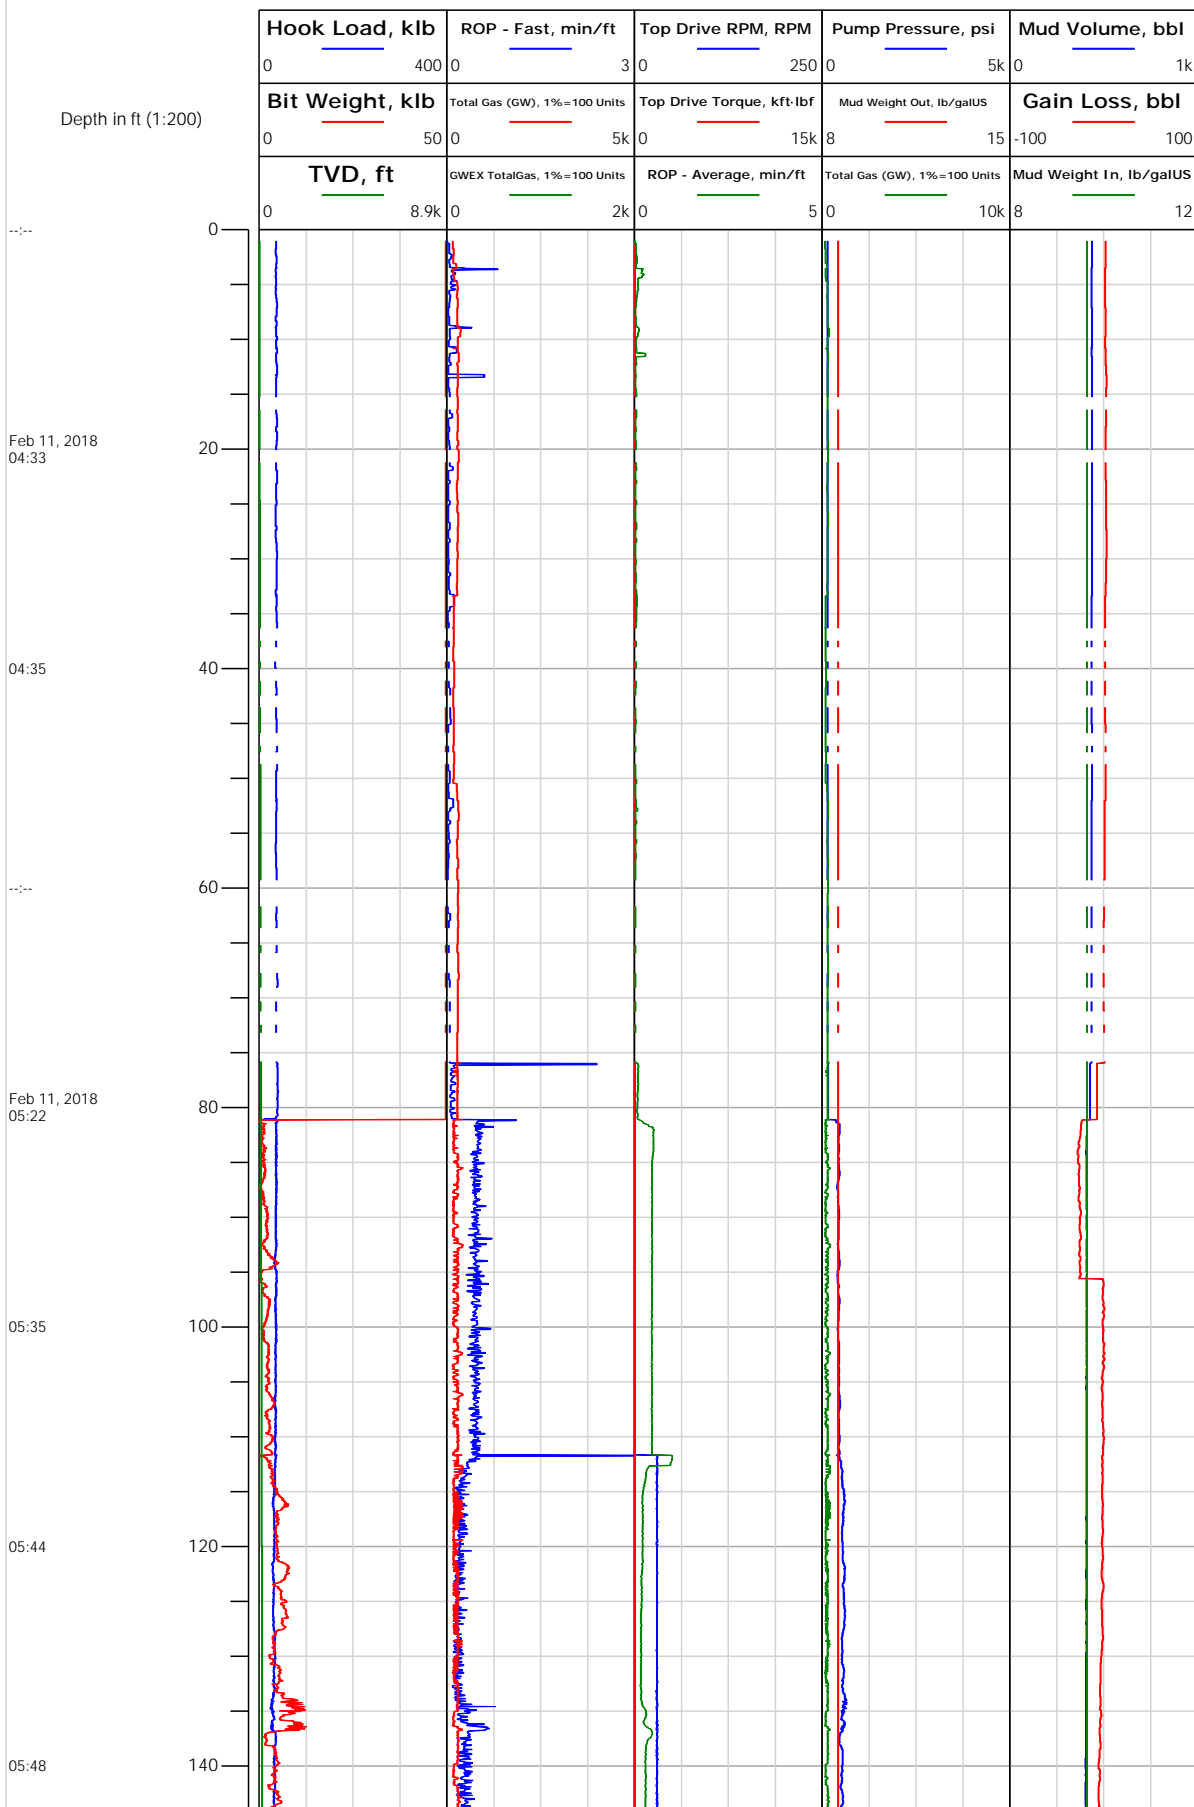 Hook Load, klb ROP - Fast, min/ft Top Drive RPM, RPM Pump Pressure, psi Mud Volume, bbl
0 400 0 3 0 250 0 5k 0 1k
Bit Weight, klb Total Gas (GW), 1%=100 Units Top Drive Torque, kft·lbf Mud Weight Out, lb/galUS Gain Loss, bbl
Depth in ft (1:200)
0 50 0 5k 0 15k 8 15 -100 100
TVD, ft GWEX TotalGas, 1%=100 Units ROP - Average, min/ft Total Gas (GW), 1%=100 Units Mud Weight In, lb/galUS
0 8.9k 0 2k 0 5 0 10k 8 12
--:-- 0
Feb 11, 2018
04:33 20
04:35 40
--:-- 60
Feb 11, 2018
05:22 80
05:35 100
05:44 120
05:48 140